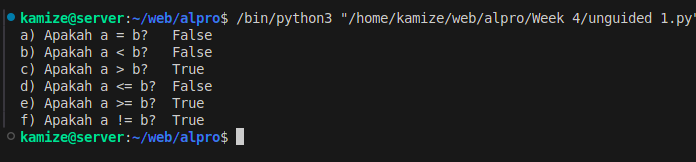 kamize@server:~/web/alpro$ /bin/python3 "/home/kamize/web/alpro/Week 4/unguided 1.py"
a) Apakah a = b?   False
b) Apakah a < b?   False
c) Apakah a > b?   True
d) Apakah a <= b?  False
e) Apakah a >= b?  True
f) Apakah a != b?  True
kamize@server:~/web/alpro$